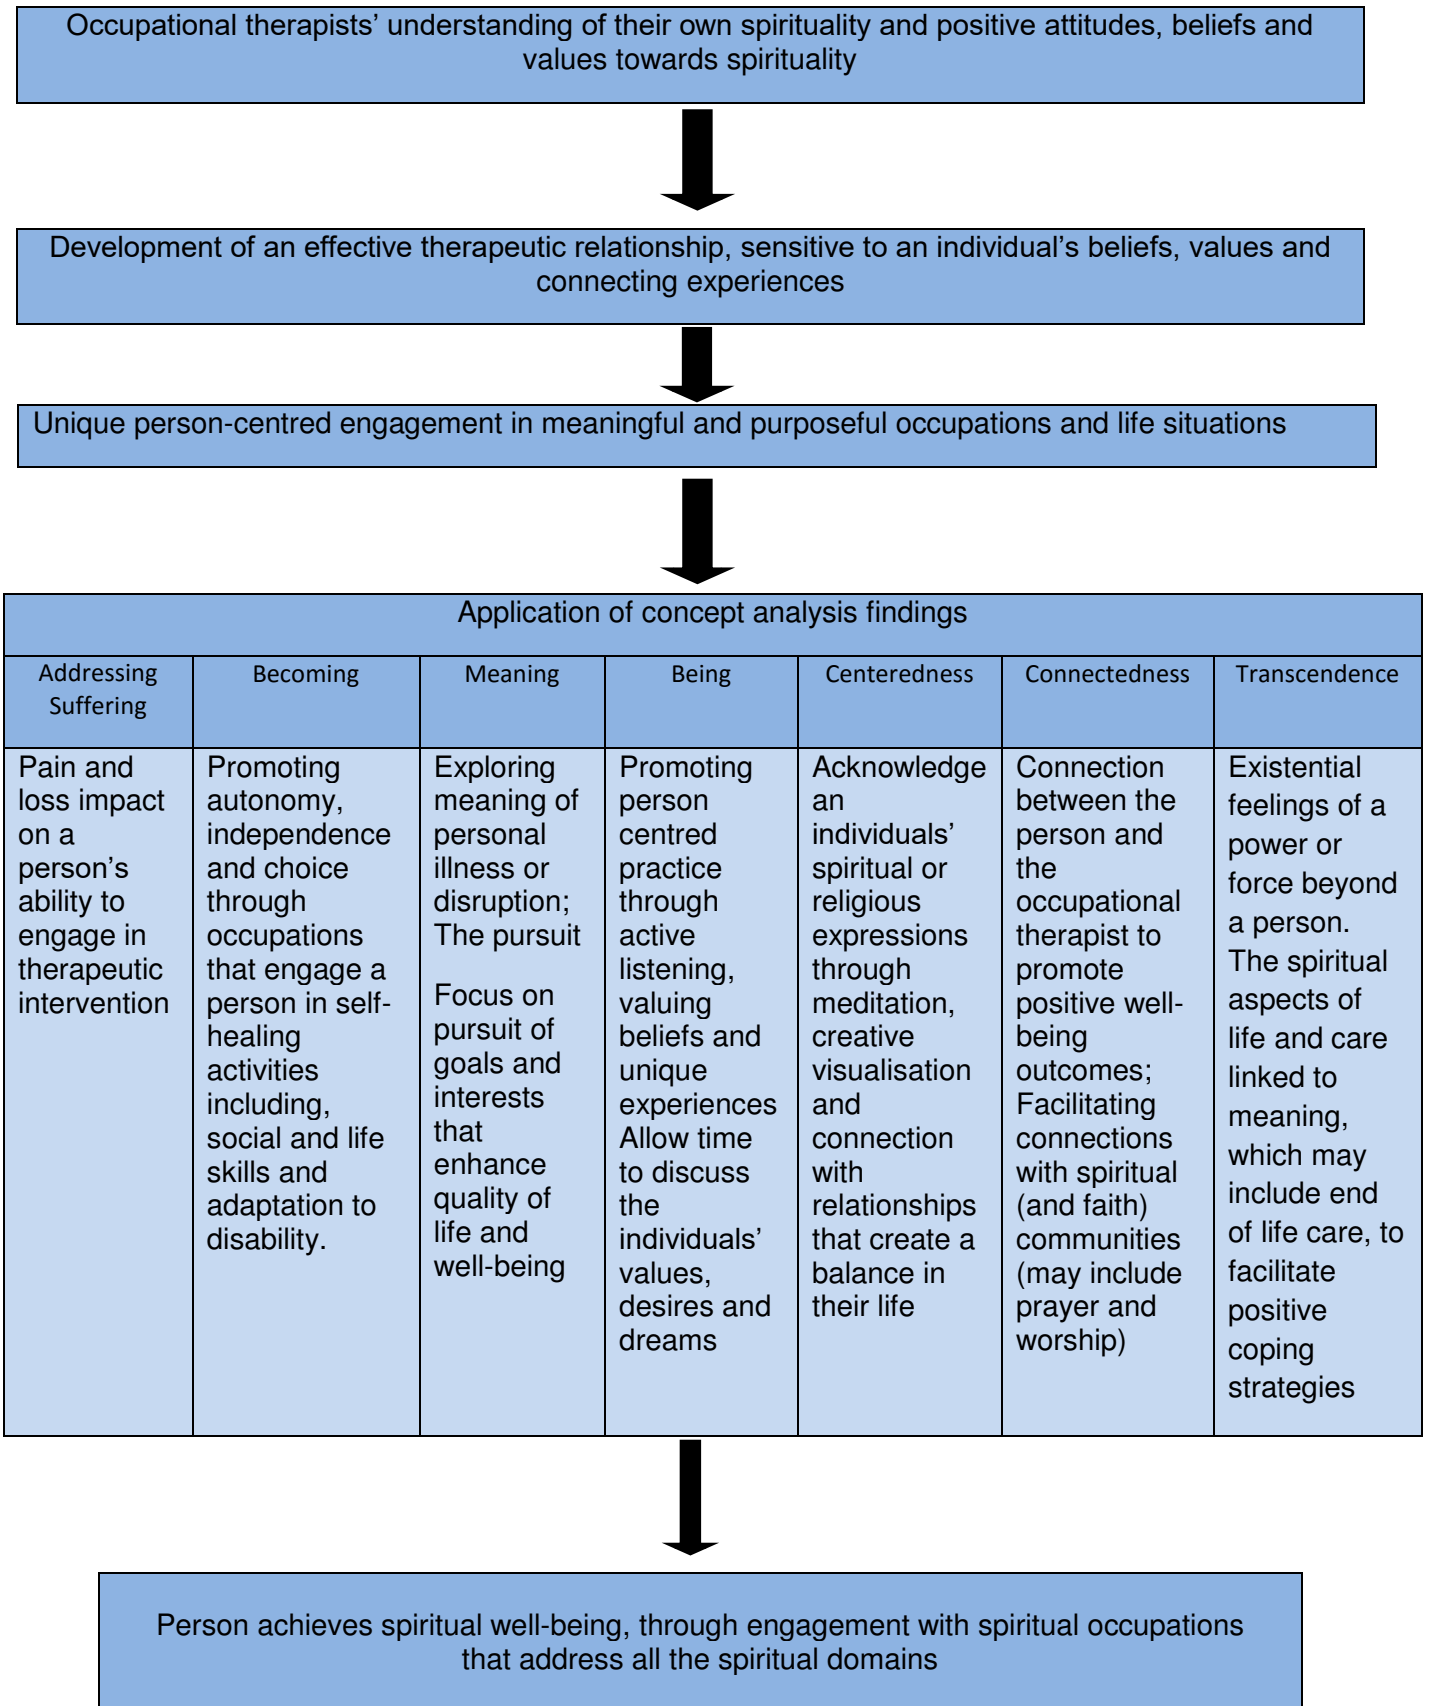 Occupational therapists’ understanding of their own spirituality and positive attitudes, beliefs and
values towards spirituality
Development of an effective therapeutic relationship, sensitive to an individual’s beliefs, values and
connecting experiences
Unique person-centred engagement in meaningful and purposeful occupations and life situations
Application of concept analysis findings
Addressing
Suffering
Becoming
Meaning
Being
Centeredness
Connectedness
Transcendence
Pain and
loss impact
on a
person’s
ability to
engage in
therapeutic
intervention
Promoting
autonomy,
independence
and choice
through
occupations
that engage a
person in self-
healing
activities
including,
social and life
skills and
adaptation to
disability.
Exploring
meaning of
personal
illness or
disruption;
The pursuit
Focus on
pursuit of
goals and
interests
that
enhance
quality of
life and
well-being
Promoting
person
centred
practice
through
active
listening,
valuing
beliefs and
unique
experiences
Allow time
to discuss
the
individuals’
values,
desires and
dreams
Acknowledge
an
individuals’
spiritual or
religious
expressions
through
meditation,
creative
visualisation
and
connection
with
relationships
that create a
balance in
their life
Connection
between the
person and
the
occupational
therapist to
promote
positive well-
being
outcomes;
Facilitating
connections
with spiritual
(and faith)
communities
(may include
prayer and
worship)
Existential
feelings of a
power or
force beyond
a person.
The spiritual
aspects of
life and care
linked to
meaning,
which may
include end
of life care, to
facilitate
positive
coping
strategies
Person achieves spiritual well-being, through engagement with spiritual occupations
that address all the spiritual domains